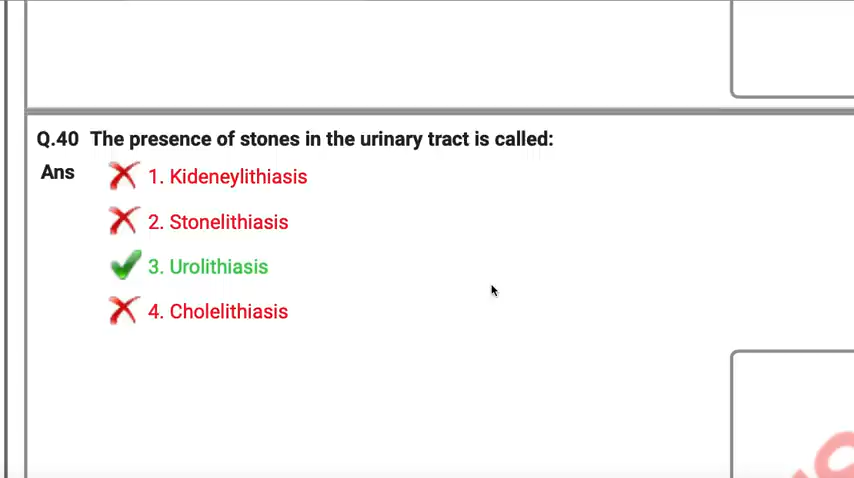 Q.40 The presence of stones in the urinary tract is called:
Ans 1. Kideneylithiasis
2. Stonelithiasis
3. Urolithiasis
4. Cholelithiasis